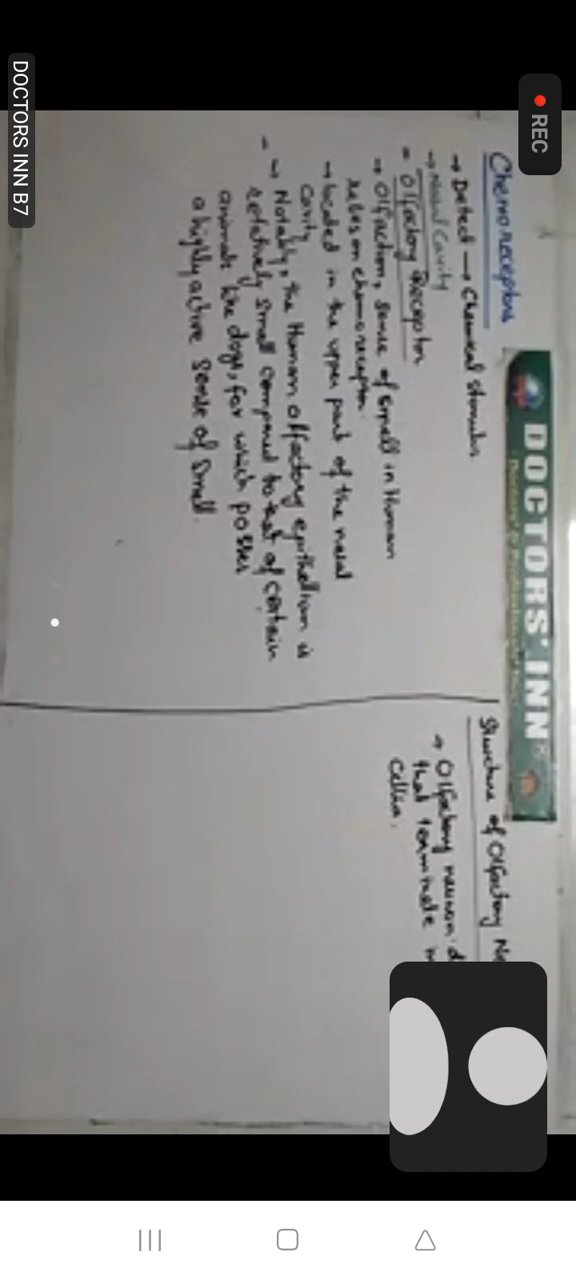 DOCTORS INN B7
REC
DOCTORS' INN
Chemoreceptors
→ Detect → Chemical stimulus
→ Nasal Cavity
- Olfactory Receptor
→ Olfaction, sense of smell in Human
relies on chemoreceptor
→ located in the upper part of the nasal
cavity
- → Notably, the Human olfactory epithelium is
relatively small compared to that of certain
animals like dogs, for which posses
a highly active sense of smell.
Structure of Olfactory
→ Olfactory neuron
that terminate
cellia.